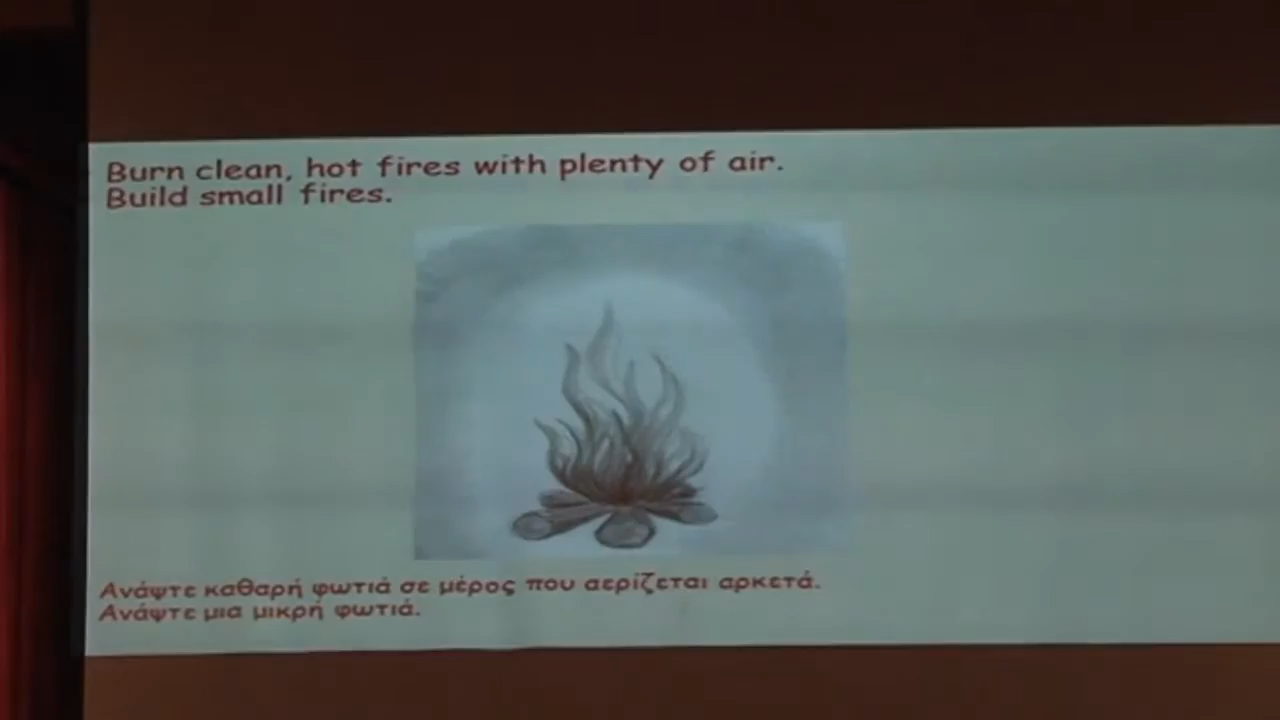 Burn clean, hot fires with plenty of air.
Build small fires.
Ανάψτε καθαρή φωτιά σε μέρος που αερίζεται αρκετά.
Ανάψτε μια μικρή φωτιά.